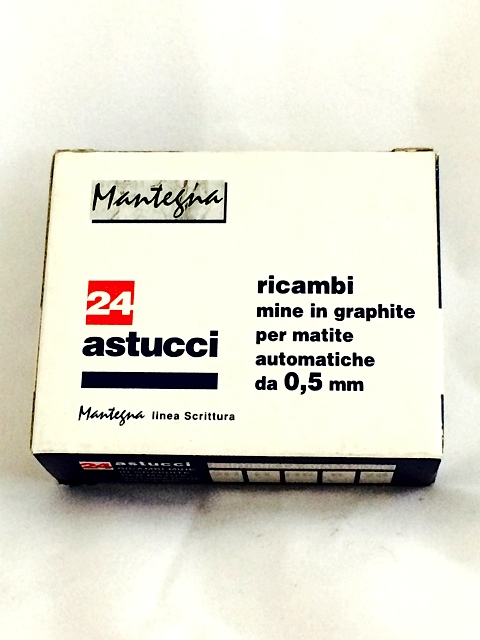 Mantegna
24
astucci
ricambi
mine in graphite
per matite
automatiche
da 0,5 mm
Mantegna linea Scrittura
24 astucci